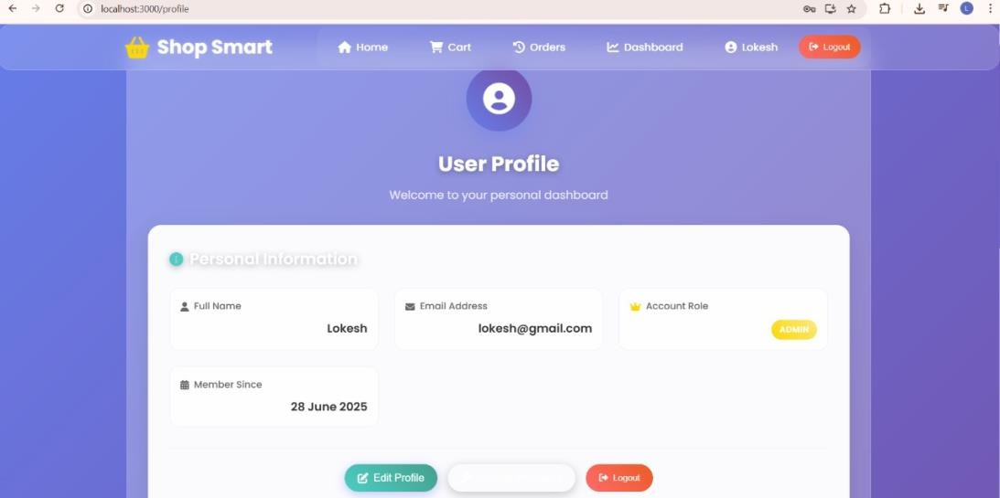 localhost:3000/profile
L
Shop Smart
Home
Cart
Orders
Dashboard
Lokesh
Logout
User Profile
Welcome to your personal dashboard
Personal Information
Full Name
Lokesh
Email Address
lokesh@gmail.com
Account Role
ADMIN
Member Since
28 June 2025
Edit Profile
Logout